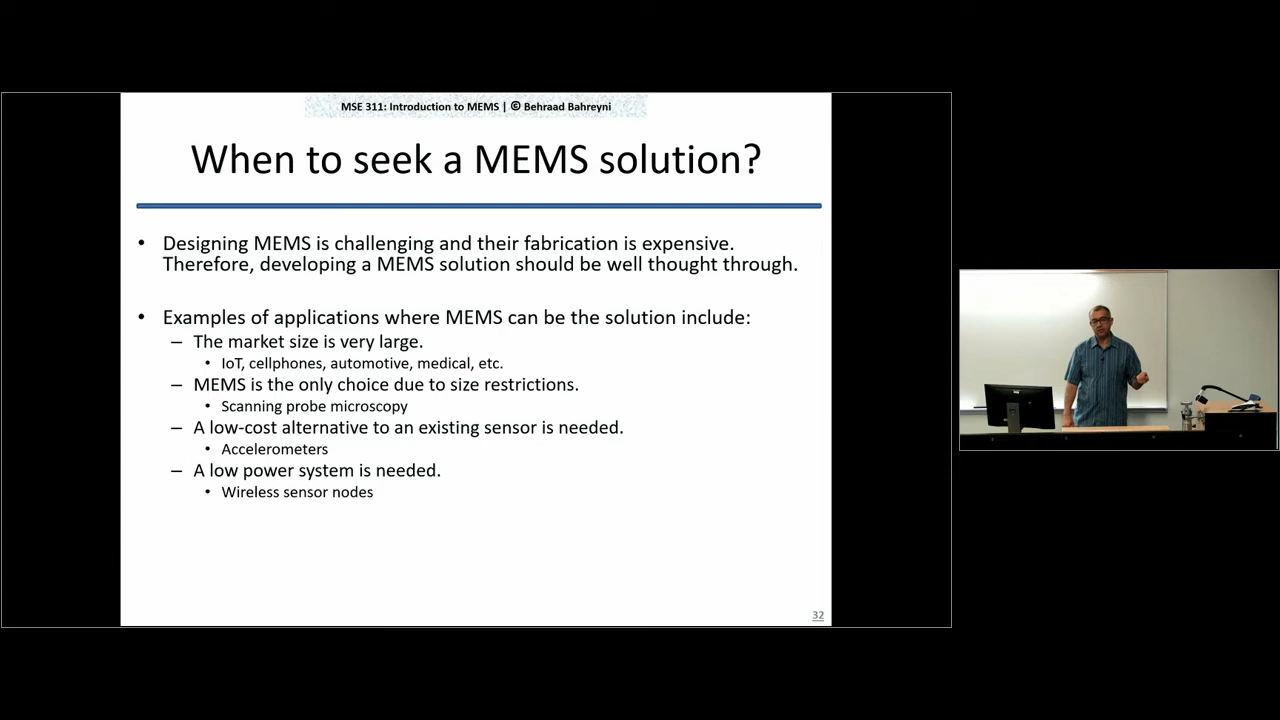 MSE 311: Introduction to MEMS | © Behraad Bahreyni
When to seek a MEMS solution?
• Designing MEMS is challenging and their fabrication is expensive.
Therefore, developing a MEMS solution should be well thought through.
• Examples of applications where MEMS can be the solution include:
– The market size is very large.
• IoT, cellphones, automotive, medical, etc.
– MEMS is the only choice due to size restrictions.
• Scanning probe microscopy
– A low-cost alternative to an existing sensor is needed.
• Accelerometers
– A low power system is needed.
• Wireless sensor nodes
32